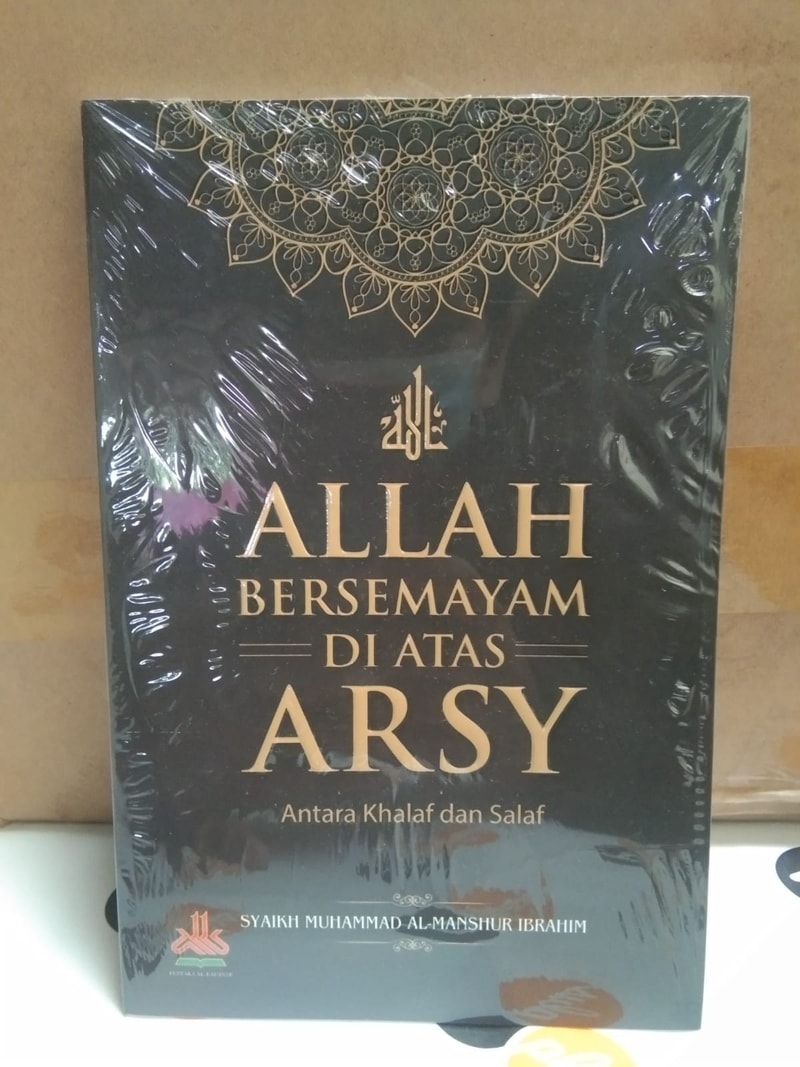 الله
ALLAH
BERSEMAYAM
DI ATAS
ARSY
Antara Khalaf dan Salaf
SYAIKH MUHAMMAD AL-MANSHUR IBRAHIM